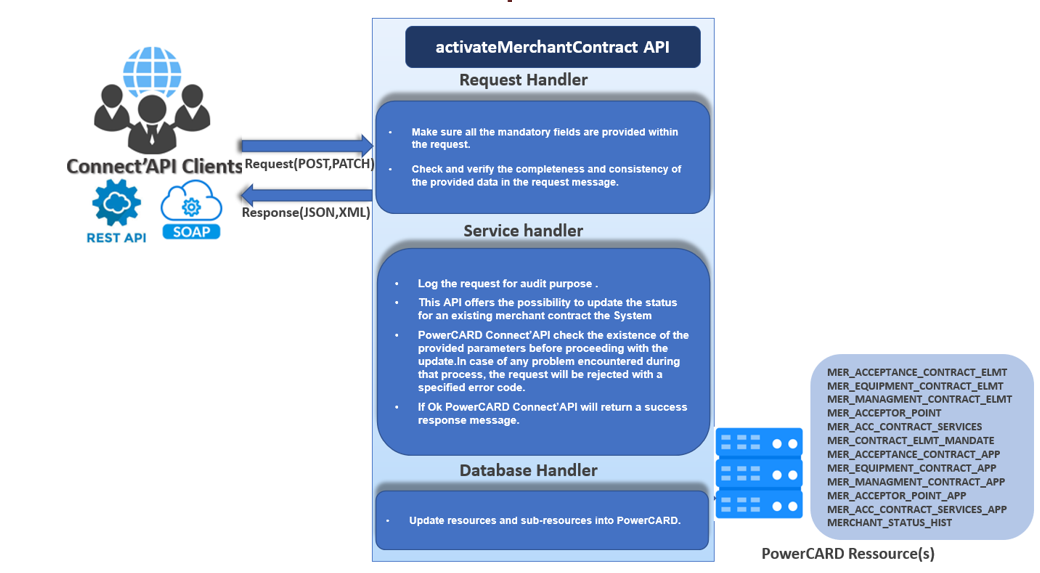 activateMerchantContract API
Request Handler
• Make sure all the mandatory fields are provided within
the request.
• Check and verify the completeness and consistency of
the provided data in the request message.
Connect'API Clients
Request(POST,PATCH)
Response(JSON,XML)
REST API
SOAP
Service handler
• Log the request for audit purpose .
• This API offers the possibility to update the status
for an existing merchant contract the System
• PowerCARD Connect'API check the existence of the
provided parameters before proceeding with the
update.In case of any problem encountered during
that process, the request will be rejected with a
specified error code.
• If Ok PowerCARD Connect'API will return a success
response message.
Database Handler
• Update resources and sub-resources into PowerCARD.
MER_ACCEPTANCE_CONTRACT_ELMT
MER_EQUIPMENT_CONTRACT_ELMT
MER_MANAGMENT_CONTRACT_ELMT
MER_ACCEPTOR_POINT
MER_ACC_CONTRACT_SERVICES
MER_CONTRACT_ELMT_MANDATE
MER_ACCEPTANCE_CONTRACT_APP
MER_EQUIPMENT_CONTRACT_APP
MER_MANAGMENT_CONTRACT_APP
MER_ACCEPTOR_POINT_APP
MER_ACC_CONTRACT_SERVICES_APP
MERCHANT_STATUS_HIST
PowerCARD Ressource(s)